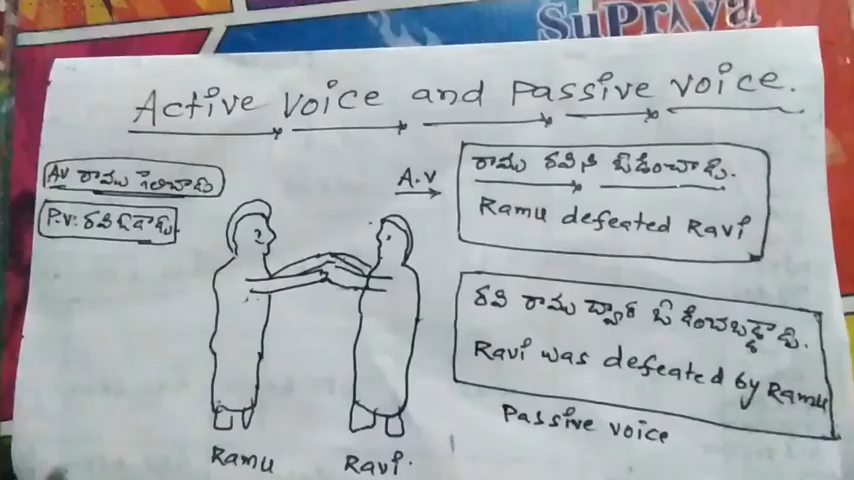 SuPrAya
Active voice and Passive voice.
AV రాము గెలిచాడు
P.V: రవి ఓడాడు
A.V
రాము రవిని ఓడించాడు.
Ramu defeated Ravi
రవి రాము ద్వారా ఓడించబడ్డాడు.
Ravi was defeated by Ramu
Passive voice
Ramu
Ravi.